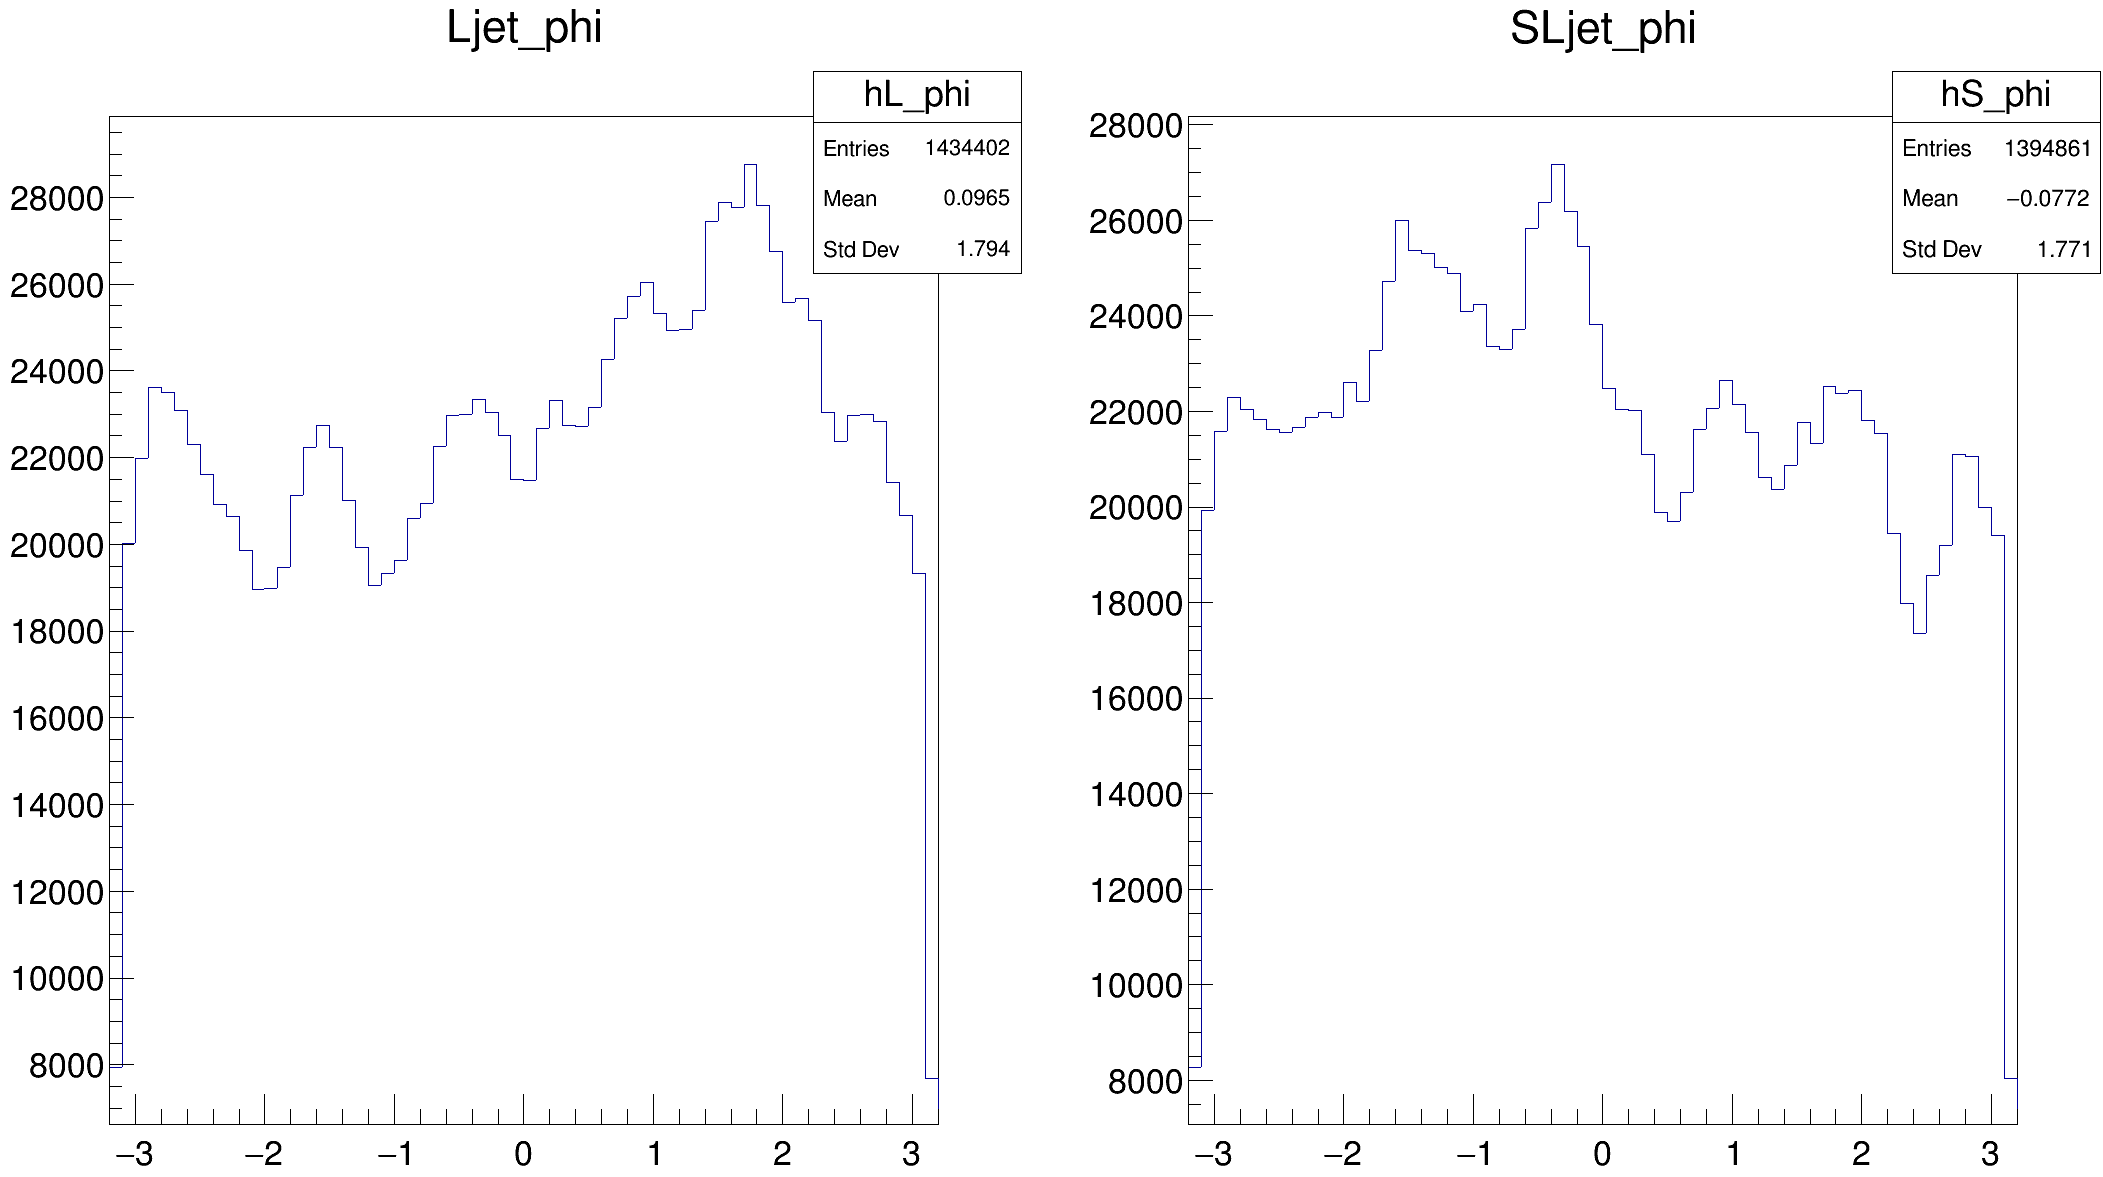 Ljet_phi
hL_phi
Entries 1434402
Mean 0.0965
Std Dev 1.794
28000
26000
24000
22000
20000
18000
16000
14000
12000
10000
8000
−3 −2 −1 0 1 2 3
SLjet_phi
hS_phi
Entries 1394861
Mean −0.0772
Std Dev 1.771
28000
26000
24000
22000
20000
18000
16000
14000
12000
10000
8000
−3 −2 −1 0 1 2 3